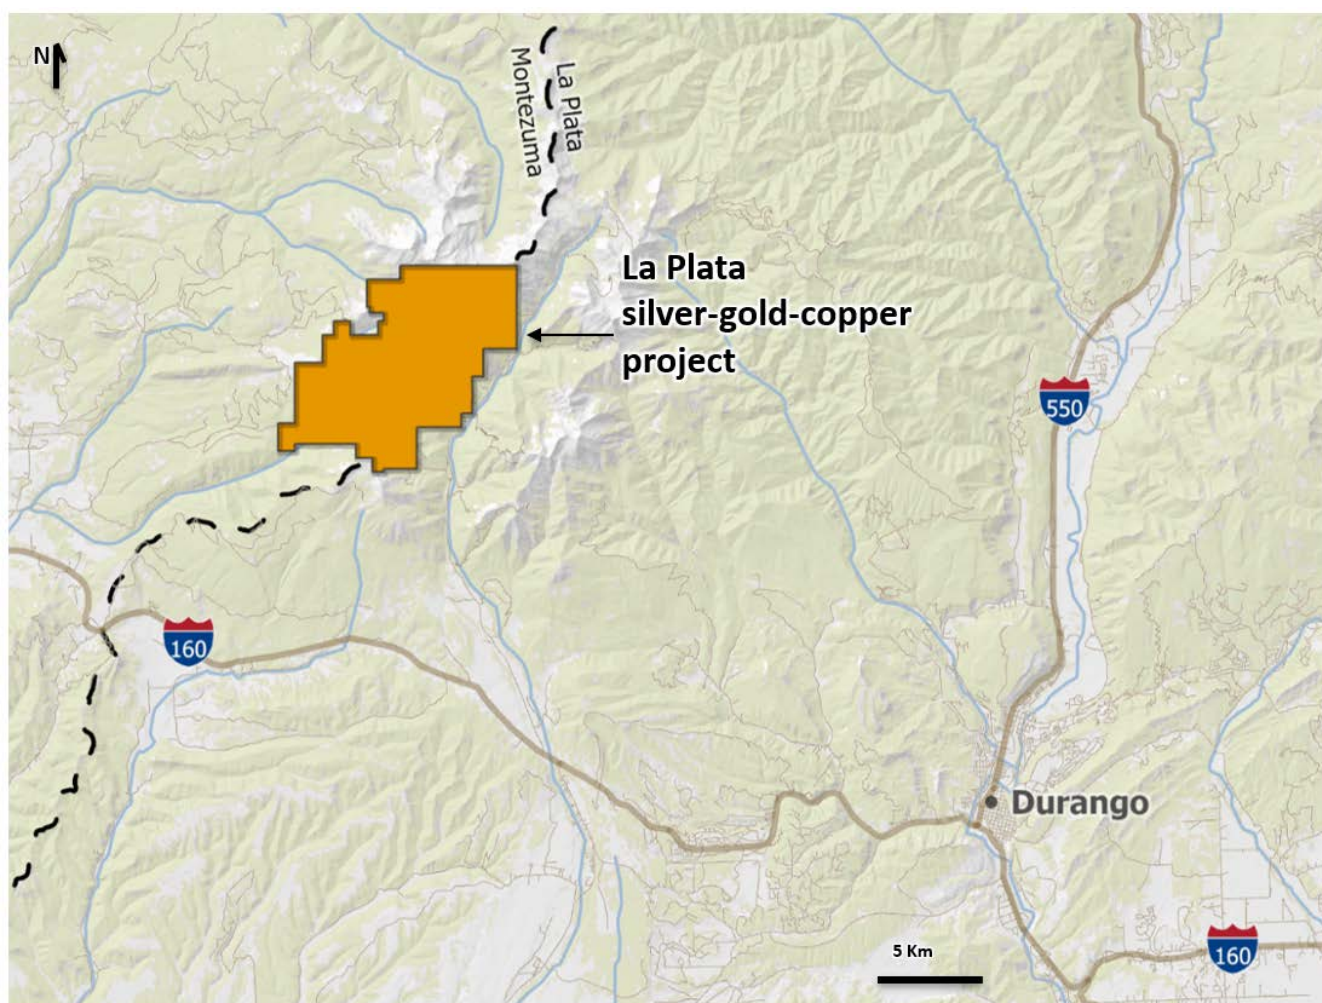 N
La Plata
Montezuma
La Plata
silver-gold-copper
project
550
160
Durango
5 Km
160